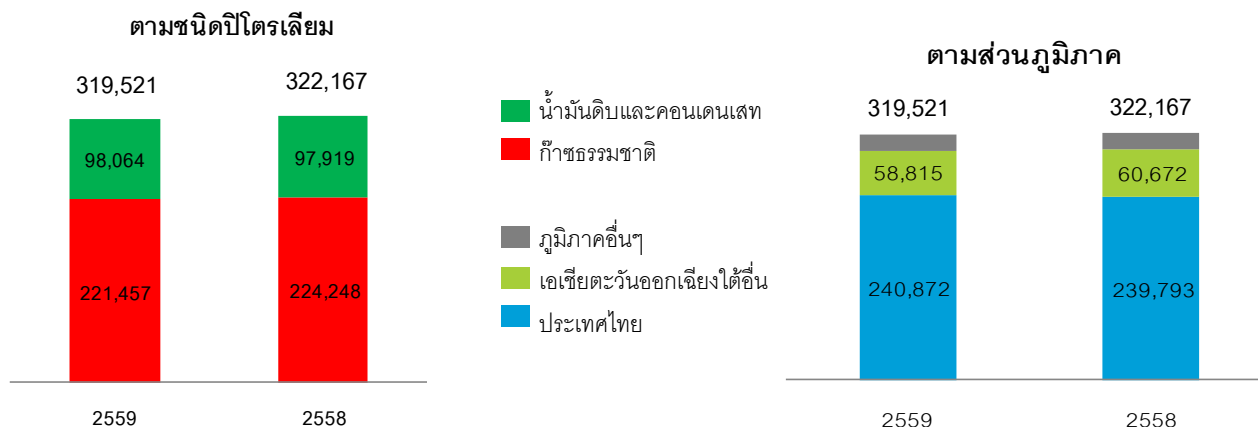 ตามชนิดปิโตรเลียม
319,521
322,167
98,064
97,919
221,457
224,248
2559
2558
น้ำมันดิบและคอนเดนเสท
ก๊าซธรรมชาติ
ภูมิภาคอื่นๆ
เอเชียตะวันออกเฉียงใต้อื่น
ประเทศไทย
ตามส่วนภูมิภาค
319,521
322,167
58,815
60,672
240,872
239,793
2559
2558